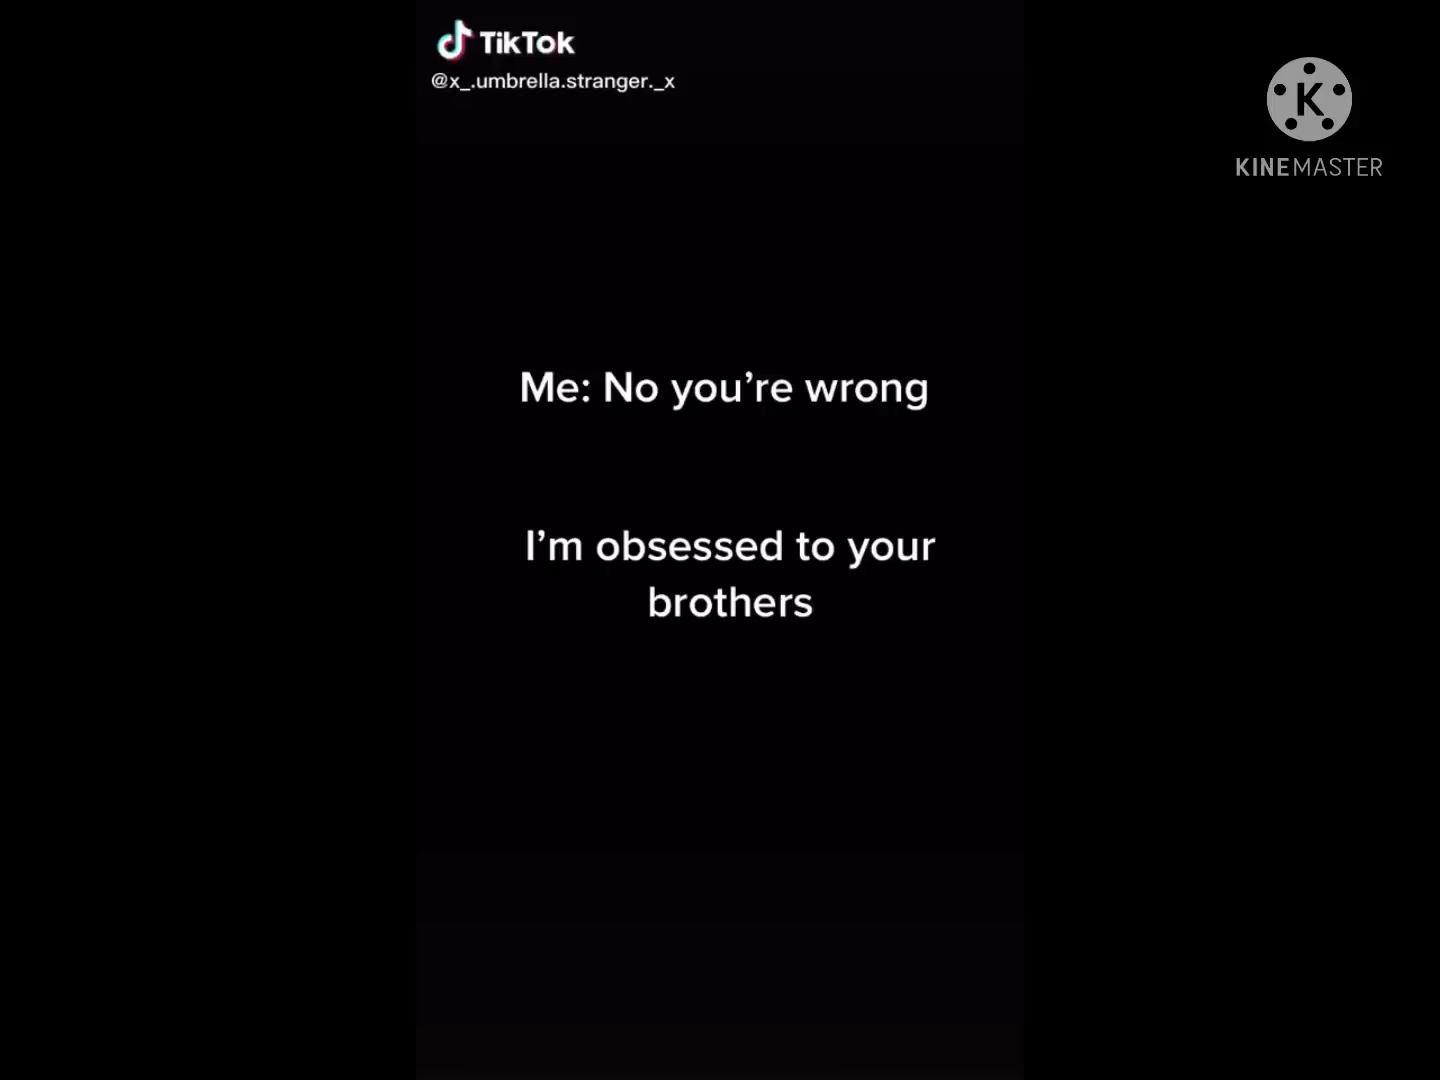 TikTok
@x_.umbrella.stranger._x
K
KINEMASTER
Me: No you’re wrong
I’m obsessed to your
brothers